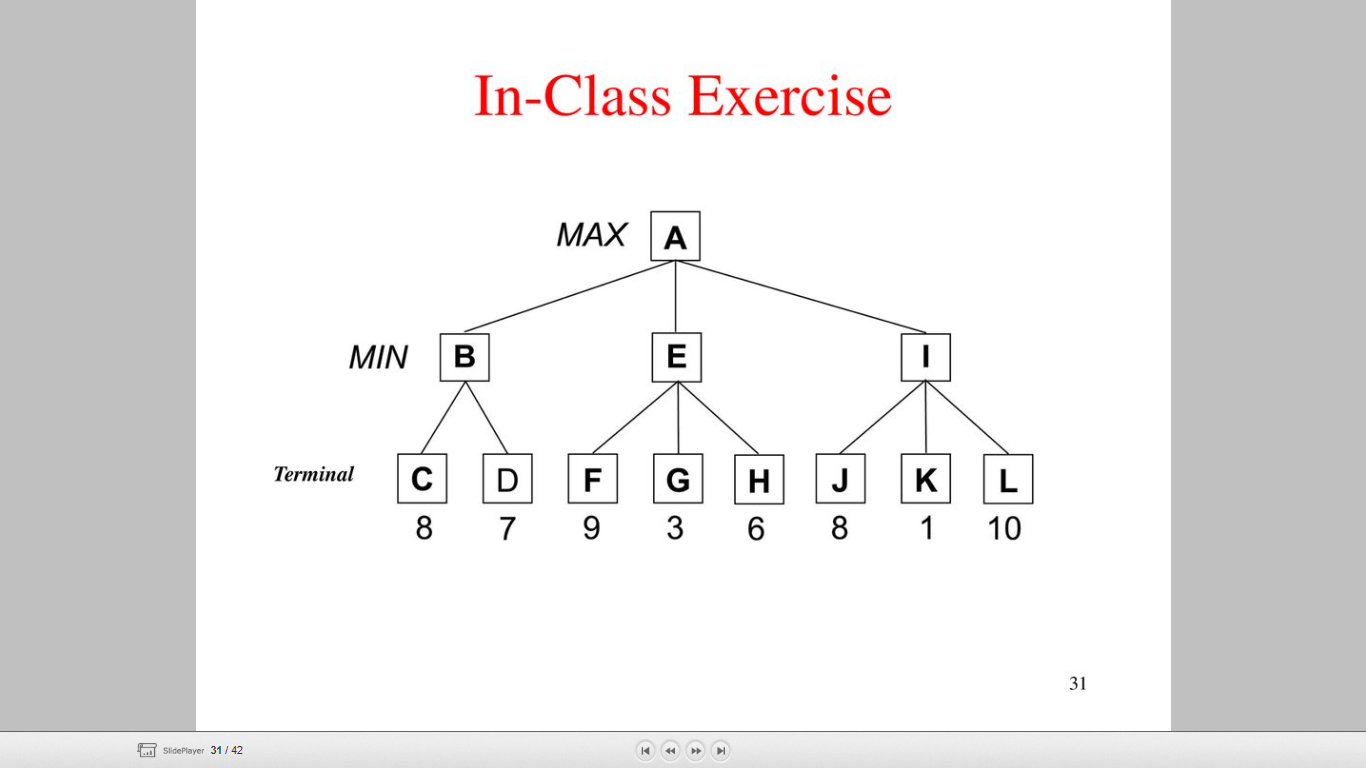 In-Class Exercise
MAX A
MIN B E I
Terminal C D F G H J K L
8 7 9 3 6 8 1 10
31
SlidePlayer 31 / 42